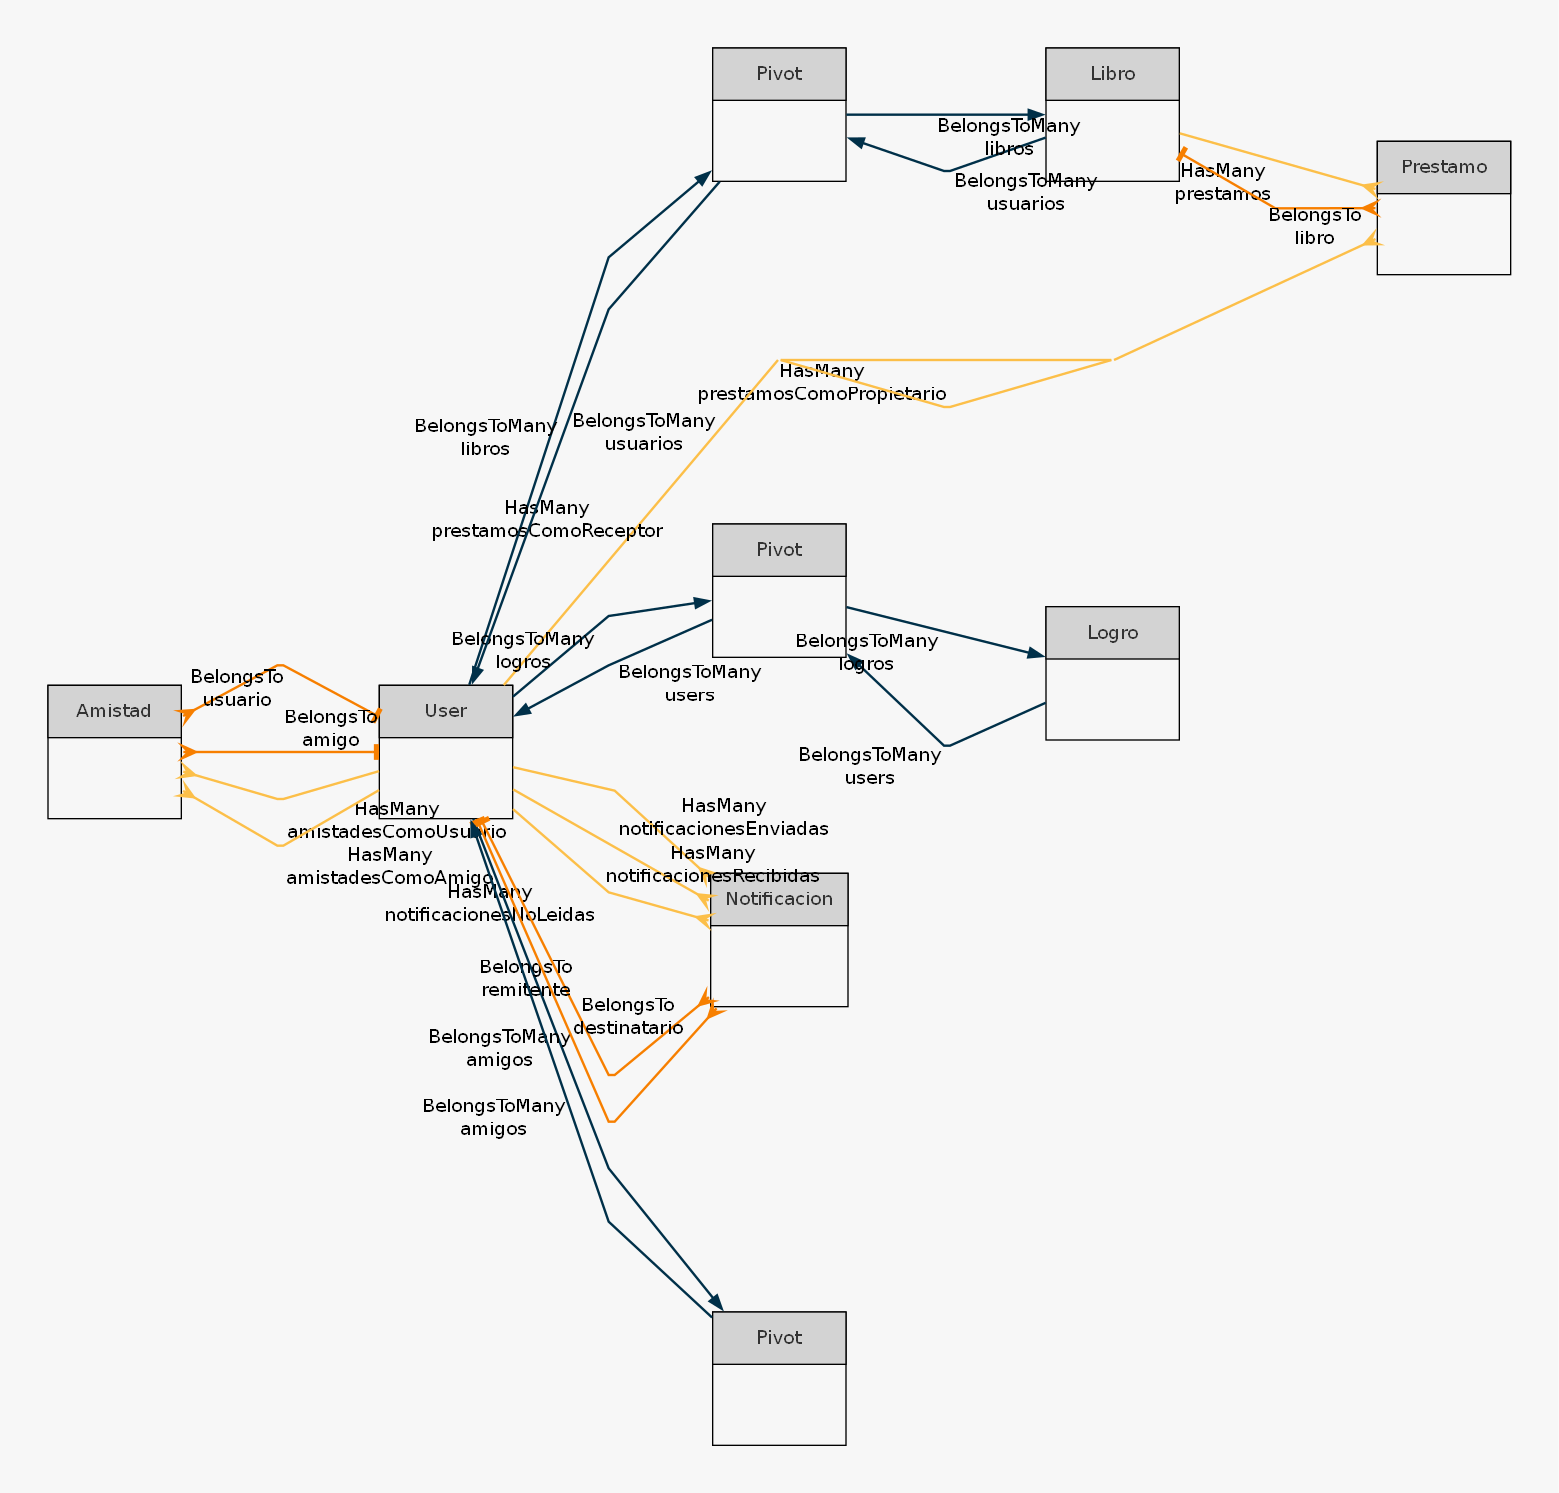 Pivot
Libro
BelongsToMany
libros
BelongsToMany
usuarios
Prestamo
HasMany
prestamos
BelongsTo
libro
HasMany
prestamosComoPropietario
BelongsToMany
libros
BelongsToMany
usuarios
HasMany
prestamosComoReceptor
Pivot
Logro
BelongsToMany
logros
BelongsToMany
users
BelongsToMany
logros
BelongsToMany
users
Amistad
BelongsTo
usuario
BelongsTo
amigo
User
HasMany
amistadesComoUsuario
HasMany
amistadesComoAmigo
HasMany
notificacionesEnviadas
HasMany
notificacionesRecibidas
HasMany
notificacionesNoLeidas
Notificacion
BelongsTo
remitente
BelongsTo
destinatario
BelongsToMany
amigos
BelongsToMany
amigos
Pivot